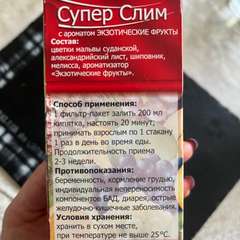 Супер Слим
с ароматом ЭКЗОТИЧЕСКИЕ ФРУКТЫ
Состав:
цветки мальвы суданской,
александрийский лист, шиповник,
мелисса, ароматизатор
«Экзотические фрукты».
Способ применения:
1 фильтр-пакет залить 200 мл
кипятка, настоять 20 минут;
принимать взрослым по 1 стакану
1 раз в день во время еды.
Продолжительность приема
2-3 недели.
Противопоказания:
беременность, кормление грудью,
индивидуальная непереносимость
компонентов БАД, диарея, острые
желудочно-кишечные заболевания.
Условия хранения:
хранить в сухом месте,
при температуре не выше 25°С